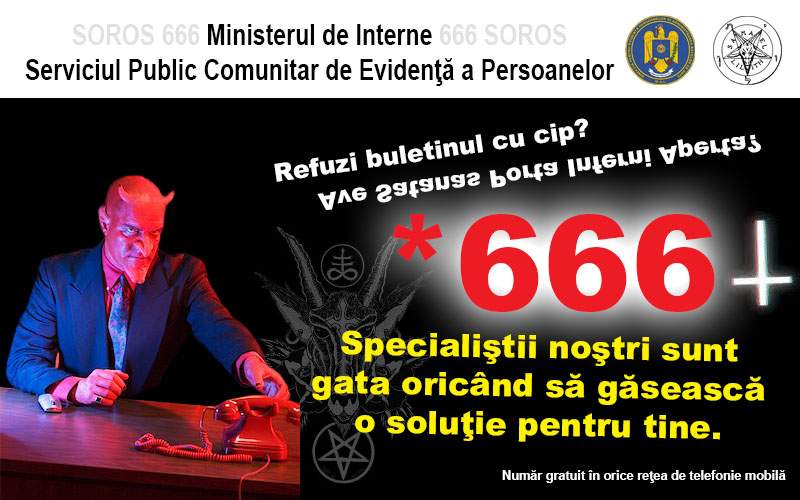 SOROS 666 Ministerul de Interne 666 SOROS
Serviciul Public Comunitar de Evidenţă a Persoanelor
Refuzi buletinul cu cip?
Ave Satanas Porta Inferni Aperta?
*666
Specialiştii noştri sunt
gata oricând să găsească
o soluţie pentru tine.
Număr gratuit în orice reţea de telefonie mobilă
SAMAEL
LILITH